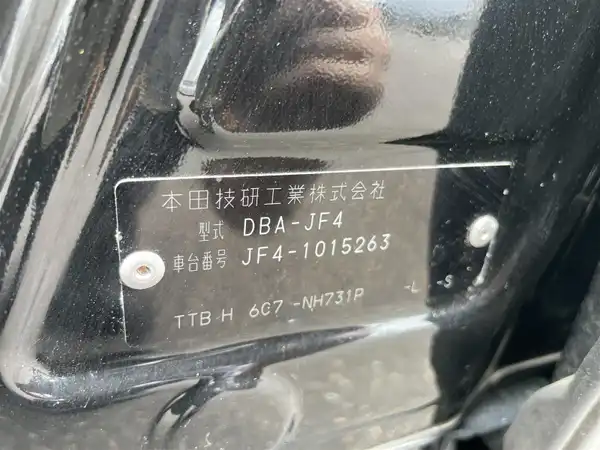 本田技研工業株式会社
型式 DBA-JF4
車台番号 JF4-1015263
TTB H 6C7 -NH731P -L -S